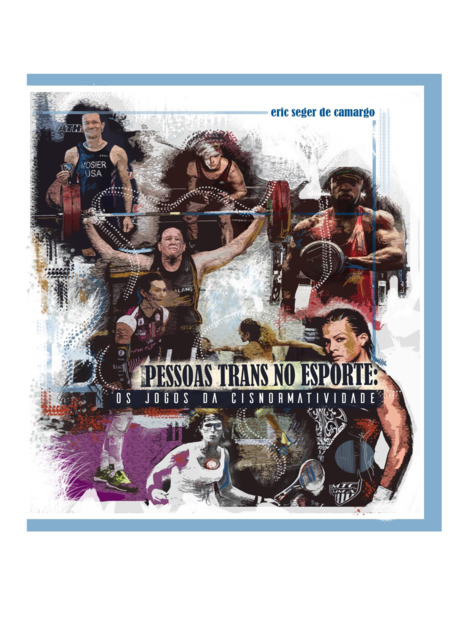 eric seger de camargo
MOSIER
USA
PESSOAS TRANS NO ESPORTE:
OS JOGOS DA CISNORMATIVIDADE